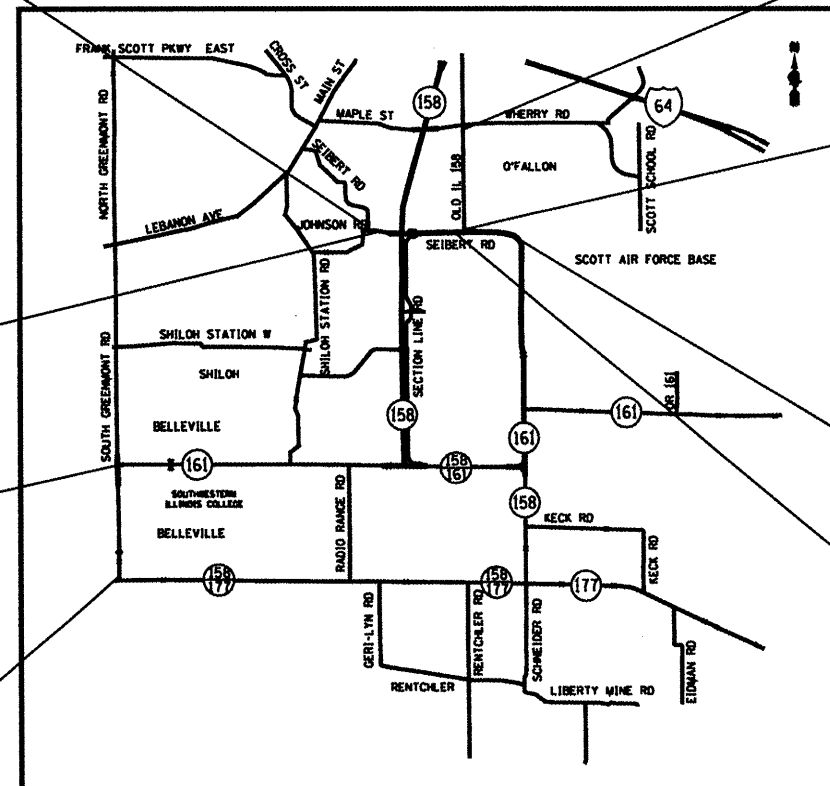 FRANK SCOTT PKWY EAST
CROSS ST
MAIN ST
N
158
64
MAPLE ST
WHERRY RD
NORTH GREENMONT RD
SEIBERT RD
OLD IL 158
O'FALLON
SCOTT SCHOOL RD
LEBANON AVE
JOHNSON RD
SEIBERT RD
SCOTT AIR FORCE BASE
SHILOH STATION RD
SECTION LINE RD
SHILOH STATION W
SHILOH
SOUTH GREENMONT RD
OR 161
158
161
BELLEVILLE
161
161
158
161
SOUTHWESTERN
ILLINOIS COLLEGE
RADIO RANGE RD
158
KECK RD
BELLEVILLE
KECK RD
158
177
158
177
177
GERI-LYN RD
RENTCHLER RD
SCHNEIDER RD
EIDMAN RD
RENTCHLER
LIBERTY MINE RD